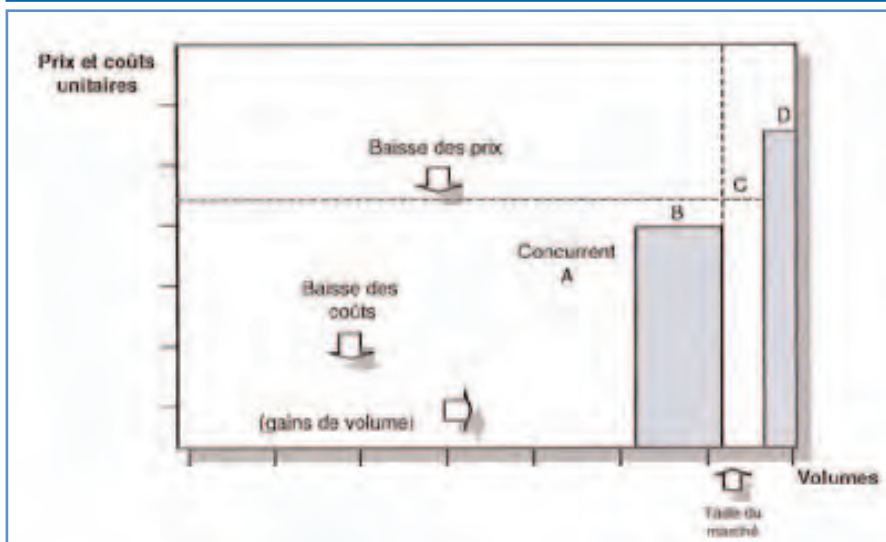 Prix et coûts
unitaires
D
Baisse des prix
C
B
Concurrent
A
Baisse des
coûts
(gains de volume)
Volumes
Taille du
marché